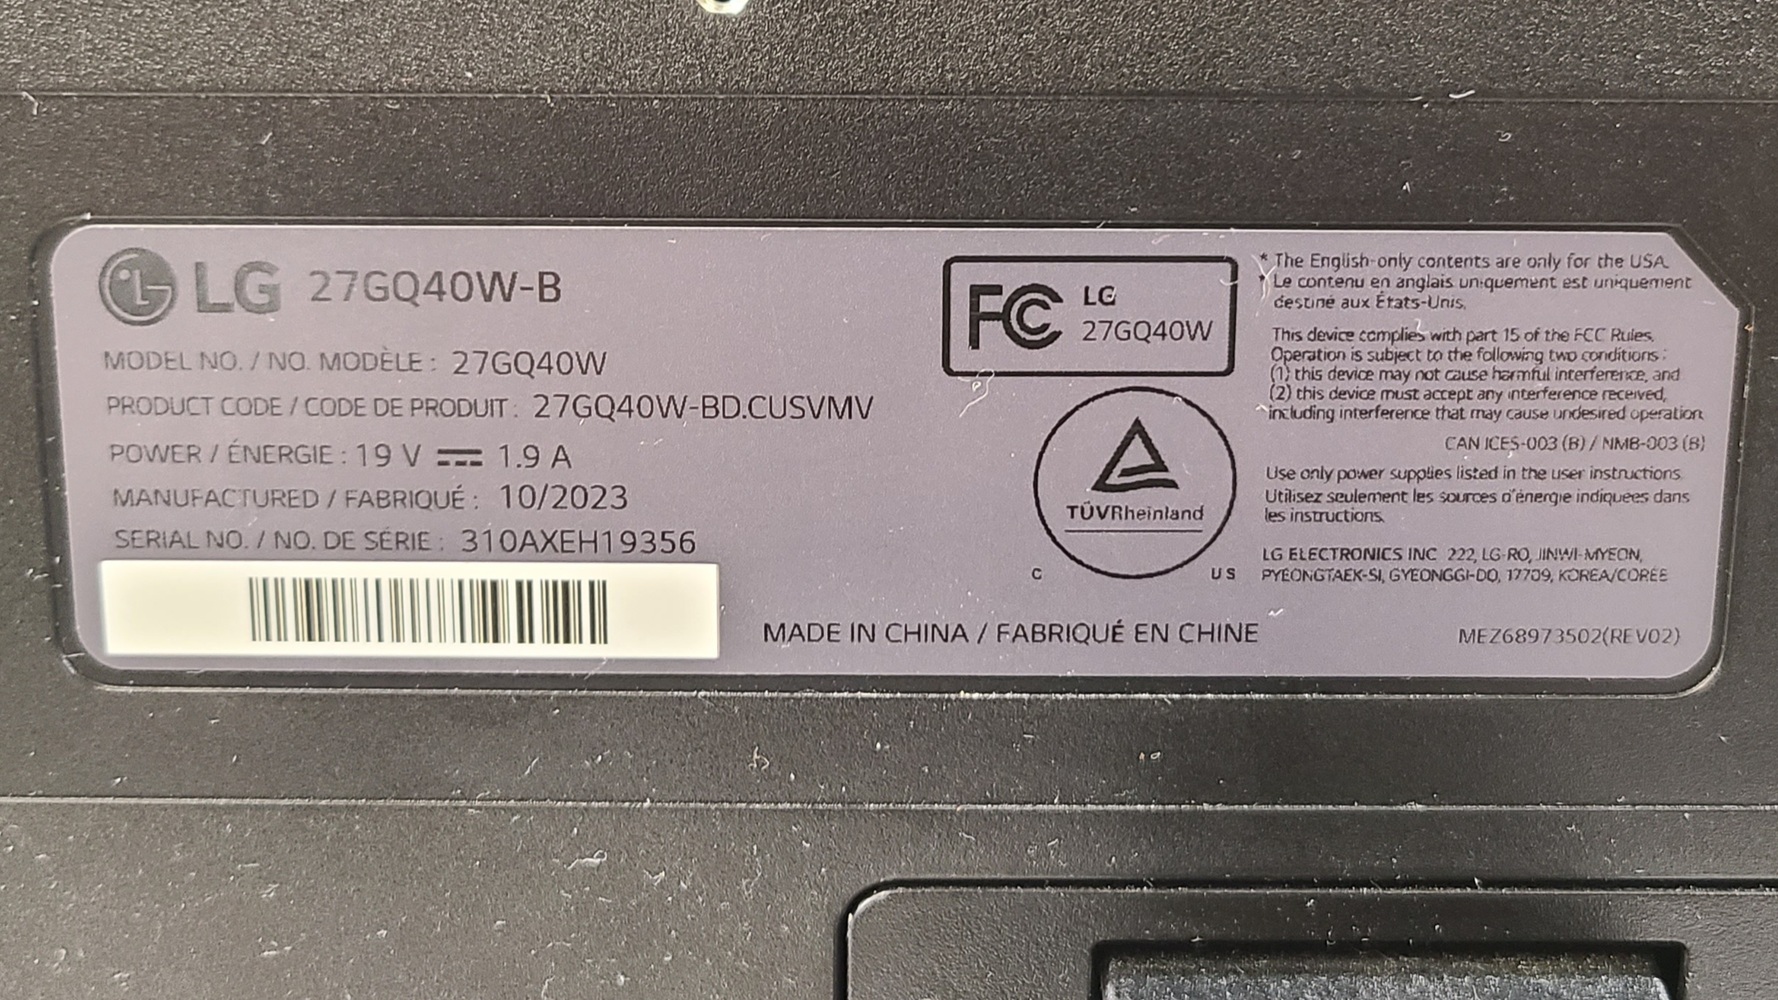 LG 27GQ40W-B
MODEL NO. / NO. MODÈLE : 27GQ40W
PRODUCT CODE / CODE DE PRODUIT : 27GQ40W-BD.CUSVMV
POWER / ÉNERGIE : 19 V ⎓ 1.9 A
MANUFACTURED / FABRIQUÉ : 10/2023
SERIAL NO. / NO. DE SÉRIE : 310AXEH19356
FC LG
27GQ40W
TÜVRheinland
C US
MADE IN CHINA / FABRIQUÉ EN CHINE
* The English-only contents are only for the USA.
* Le contenu en anglais uniquement est uniquement
destiné aux États-Unis.
This device complies with part 15 of the FCC Rules.
Operation is subject to the following two conditions :
(1) this device may not cause harmful interference, and
(2) this device must accept any interference received,
including interference that may cause undesired operation.
CAN ICES-003 (B) / NMB-003 (B)
Use only power supplies listed in the user instructions.
Utilisez seulement les sources d'énergie indiquées dans
les instructions.
LG ELECTRONICS INC. 222, LG-RO, JINWI-MYEON,
PYEONGTAEK-SI, GYEONGGI-DO, 17709, KOREA/CORÉE
MEZ68973502(REV02)